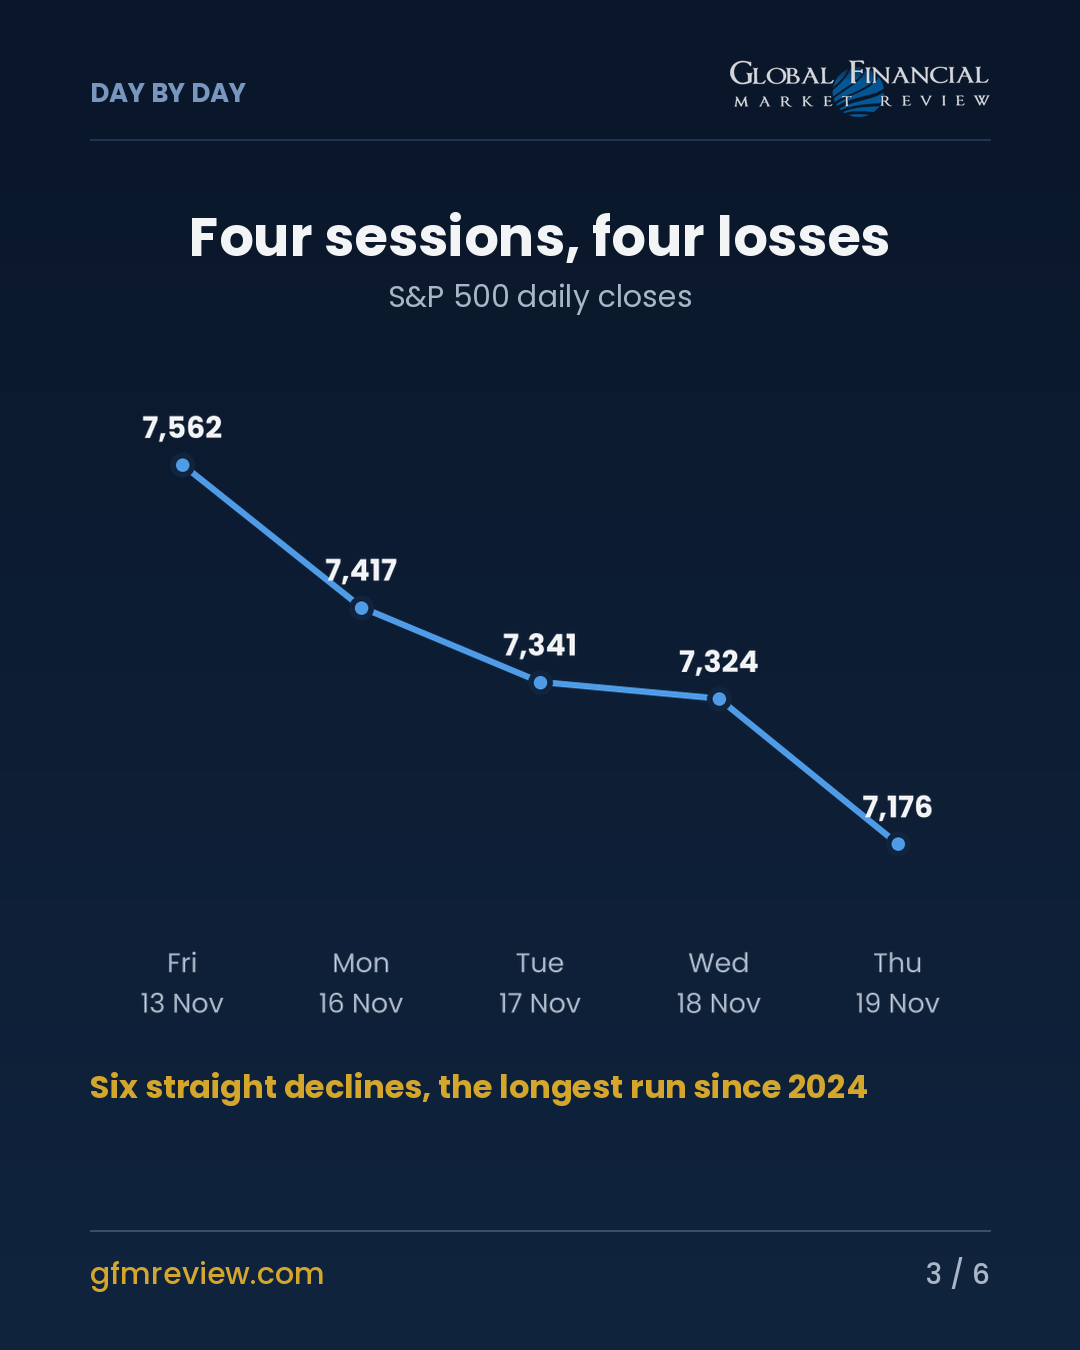 DAY BY DAY
GLOBAL FINANCIAL
MARKET REVIEW
Four sessions, four losses
S&P 500 daily closes
7,562
7,417
7,341
7,324
7,176
Fri
13 Nov
Mon
16 Nov
Tue
17 Nov
Wed
18 Nov
Thu
19 Nov
Six straight declines, the longest run since 2024
gfmreview.com
3 / 6